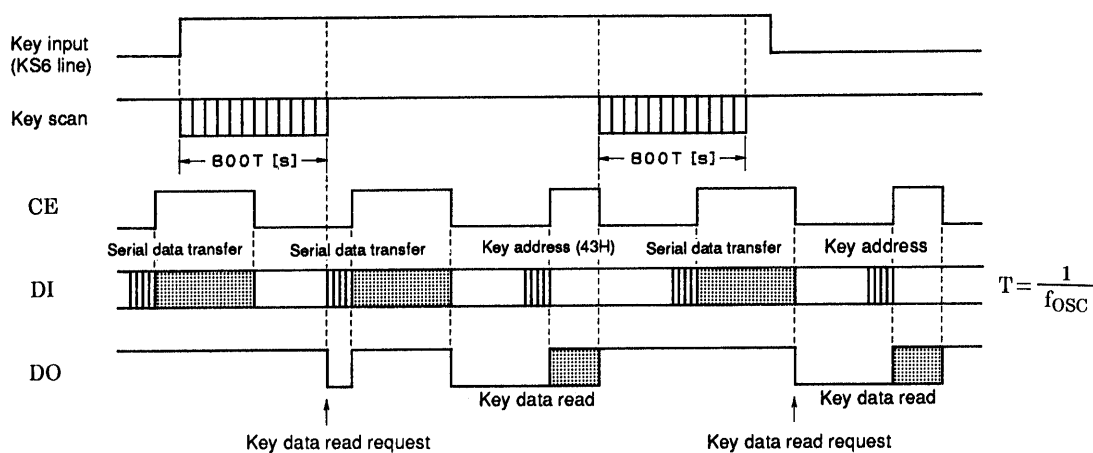 Key input
(KS6 line)
Key scan
800T [s]
800T [s]
CE
Serial data transfer
Serial data transfer
Key address (43H)
Serial data transfer
Key address
DI
T = 1 / fOSC
DO
Key data read
Key data read
Key data read request
Key data read request